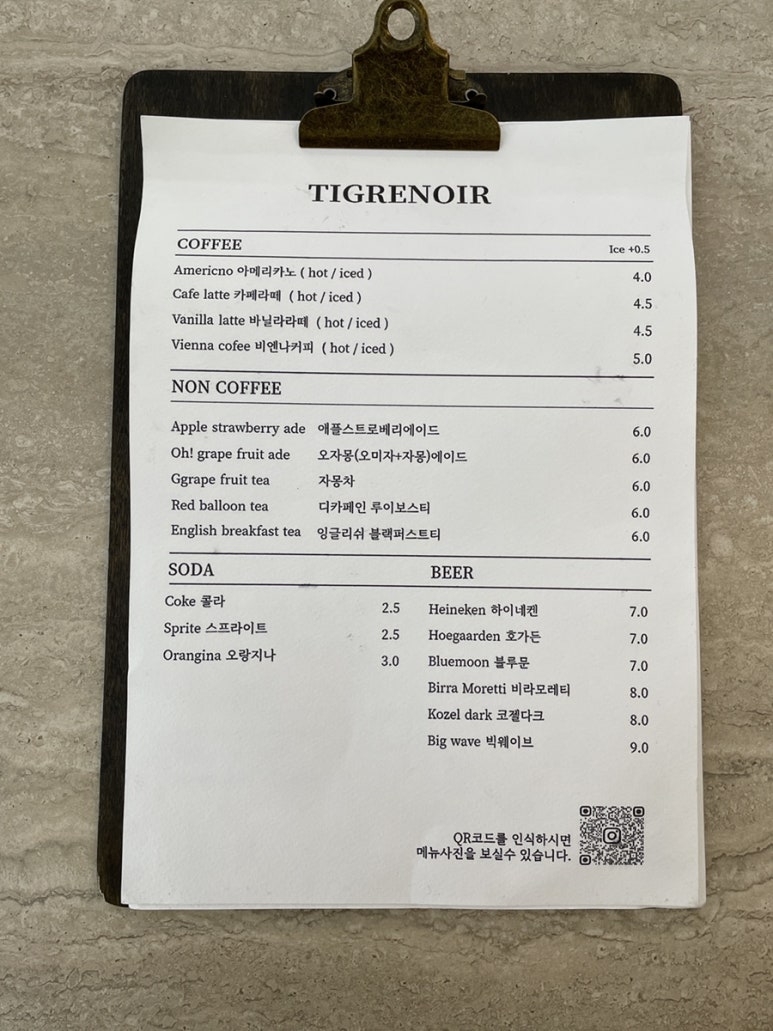 TIGRENOIR
COFFEE Ice +0.5
Americno 아메리카노 ( hot / iced ) 4.0
Cafe latte 카페라떼 ( hot / iced ) 4.5
Vanilla latte 바닐라라떼 ( hot / iced ) 4.5
Vienna cofee 비엔나커피 ( hot / iced ) 5.0
NON COFFEE
Apple strawberry ade 애플스트로베리에이드 6.0
Oh! grape fruit ade 오자몽(오미자+자몽)에이드 6.0
Ggrape fruit tea 자몽차 6.0
Red balloon tea 디카페인 루이보스티 6.0
English breakfast tea 잉글리쉬 블랙퍼스트티 6.0
SODA
Coke 콜라 2.5
Sprite 스프라이트 2.5
Orangina 오랑지나 3.0
BEER
Heineken 하이네켄 7.0
Hoegaarden 호가든 7.0
Bluemoon 블루문 7.0
Birra Moretti 비라모레티 8.0
Kozel dark 코젤다크 8.0
Big wave 빅웨이브 9.0
QR코드를 인식하시면
메뉴사진을 보실수 있습니다.